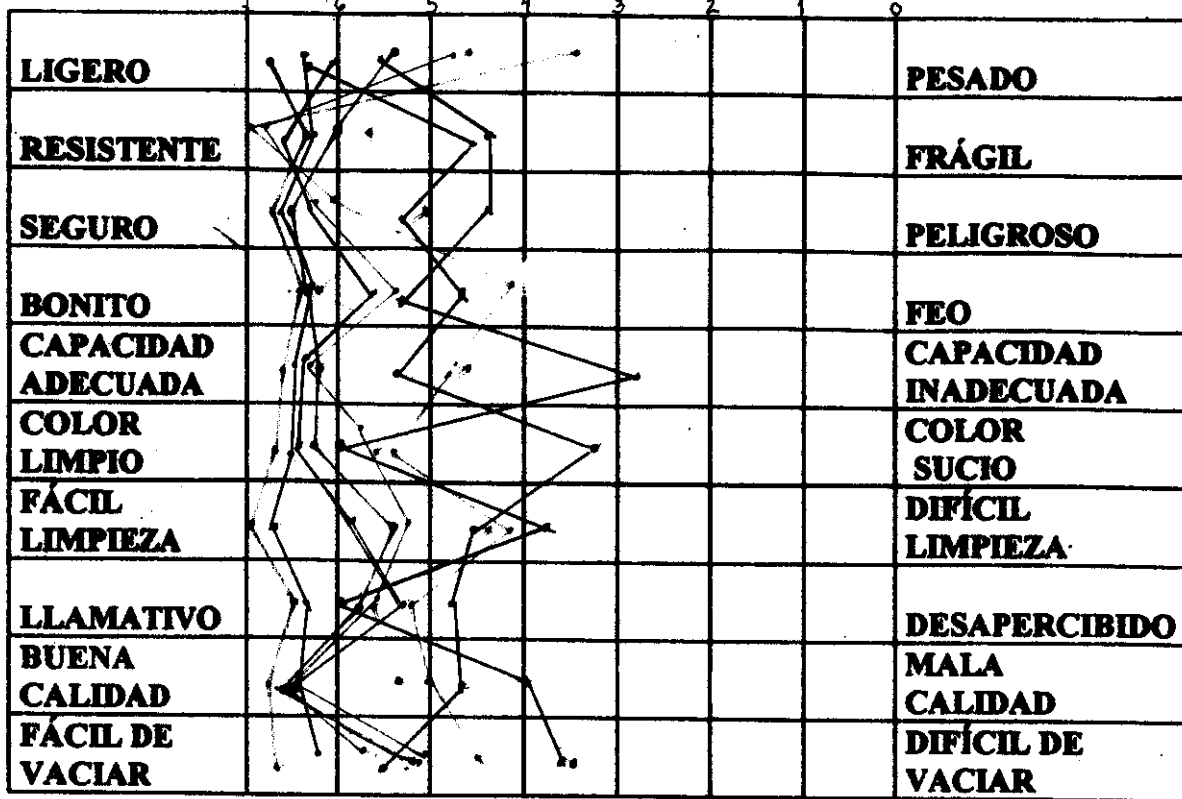 7 6 5 4 3 2 1 0
LIGERO PESADO
RESISTENTE FRÁGIL
SEGURO PELIGROSO
BONITO FEO
CAPACIDAD CAPACIDAD
ADECUADA INADECUADA
COLOR COLOR
LIMPIO SUCIO
FÁCIL DIFÍCIL
LIMPIEZA LIMPIEZA
LLAMATIVO DESAPERCIBIDO
BUENA MALA
CALIDAD CALIDAD
FÁCIL DE DIFÍCIL DE
VACIAR VACIAR